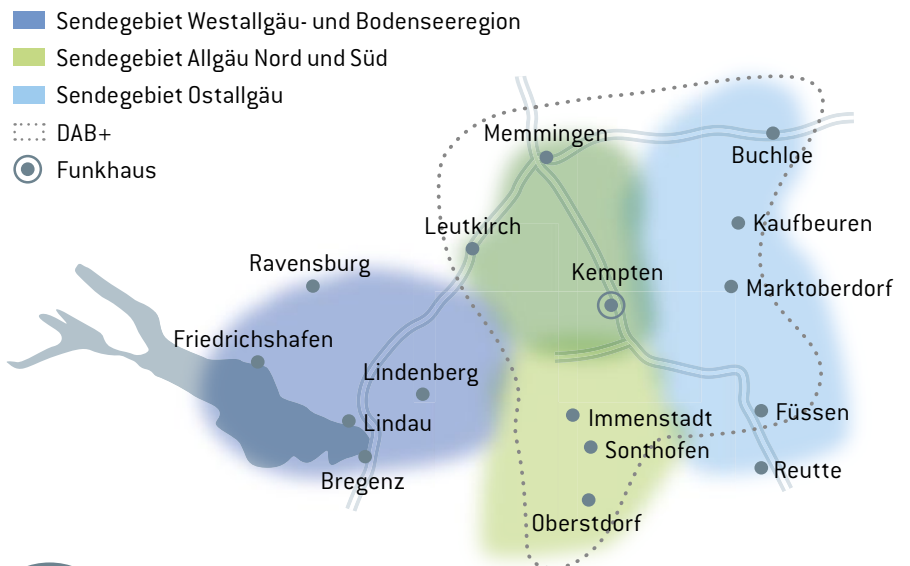 Sendegebiet Westallgäu- und Bodenseeregion
Sendegebiet Allgäu Nord und Süd
Sendegebiet Ostallgäu
DAB+
Funkhaus
Memmingen
Buchloe
Leutkirch
Kaufbeuren
Ravensburg
Kempten
Marktoberdorf
Friedrichshafen
Lindenberg
Immenstadt
Füssen
Lindau
Sonthofen
Reutte
Bregenz
Oberstdorf